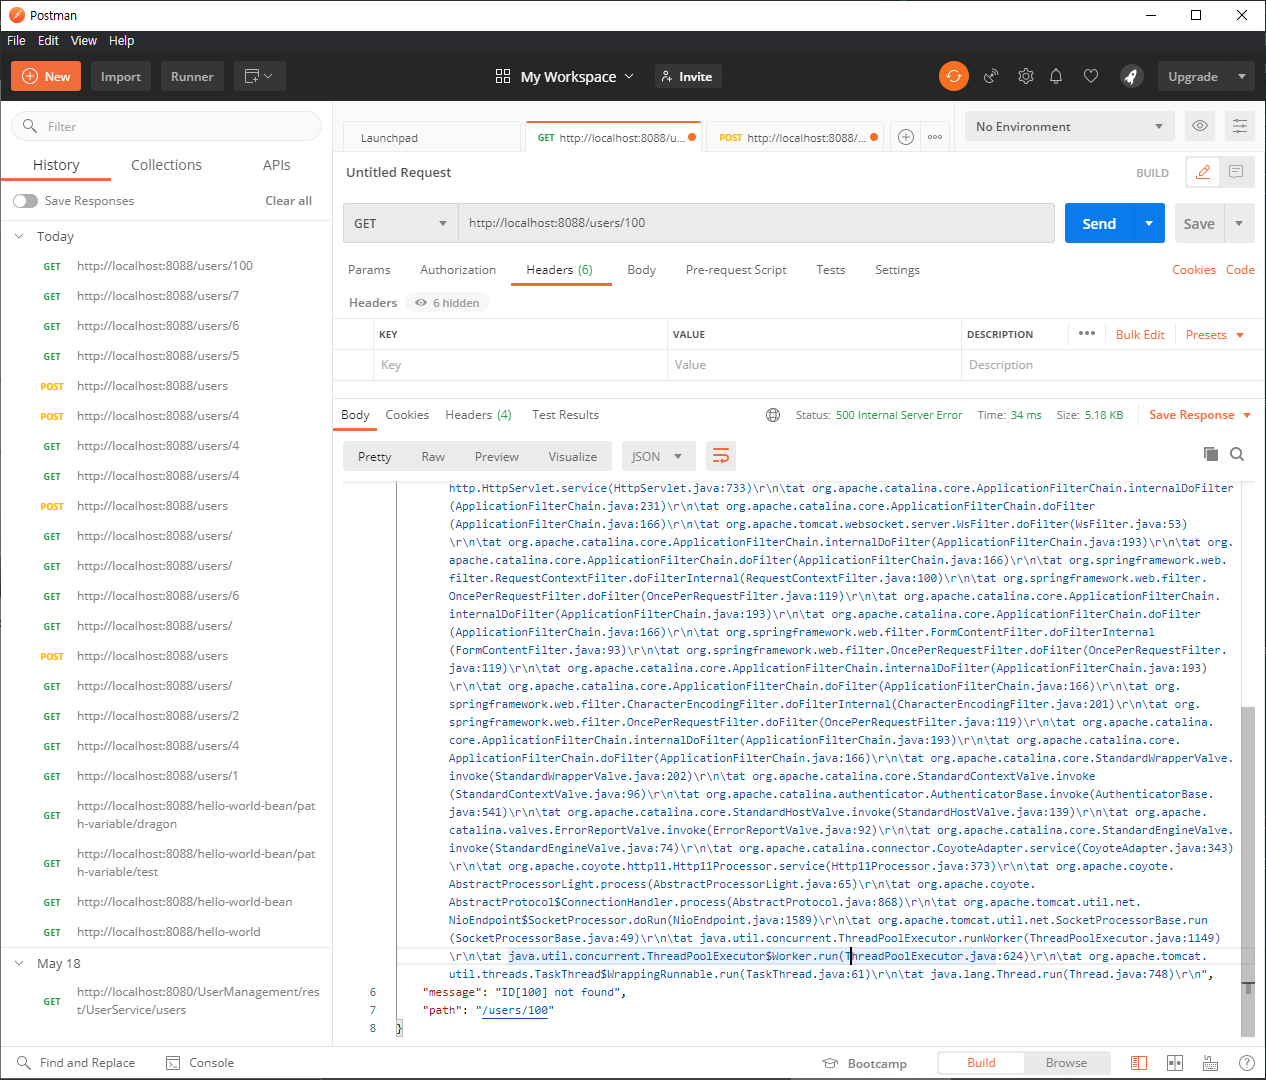 Postman
File Edit View Help
New Import Runner My Workspace Invite Upgrade
Filter
History Collections APIs
Save Responses Clear all
Today
GET http://localhost:8088/users/100
GET http://localhost:8088/users/7
GET http://localhost:8088/users/6
GET http://localhost:8088/users/5
POST http://localhost:8088/users
POST http://localhost:8088/users/4
GET http://localhost:8088/users/4
GET http://localhost:8088/users/4
POST http://localhost:8088/users
GET http://localhost:8088/users/
GET http://localhost:8088/users/
GET http://localhost:8088/users/6
GET http://localhost:8088/users/
POST http://localhost:8088/users
GET http://localhost:8088/users/
GET http://localhost:8088/users/2
GET http://localhost:8088/users/4
GET http://localhost:8088/users/1
GET http://localhost:8088/hello-world-bean/pat
h-variable/dragon
GET http://localhost:8088/hello-world-bean/pat
h-variable/test
GET http://localhost:8088/hello-world-bean
GET http://localhost:8088/hello-world
May 18
GET http://localhost:8080/UserManagement/res
t/UserService/users
Launchpad GET http://localhost:8088/u... POST http://localhost:8088/... No Environment
Untitled Request BUILD
GET http://localhost:8088/users/100 Send Save
Params Authorization Headers (6) Body Pre-request Script Tests Settings Cookies Code
Headers 6 hidden
KEY VALUE DESCRIPTION Bulk Edit Presets
Key Value Description
Body Cookies Headers (4) Test Results Status: 500 Internal Server Error Time: 34 ms Size: 5.18 KB Save Response
Pretty Raw Preview Visualize JSON
http.HttpServlet.service(HttpServlet.java:733)\r\n\tat org.apache.catalina.core.ApplicationFilterChain.internalDoFilter
(ApplicationFilterChain.java:231)\r\n\tat org.apache.catalina.core.ApplicationFilterChain.doFilter
(ApplicationFilterChain.java:166)\r\n\tat org.apache.tomcat.websocket.server.WsFilter.doFilter(WsFilter.java:53)
\r\n\tat org.apache.catalina.core.ApplicationFilterChain.internalDoFilter(ApplicationFilterChain.java:193)\r\n\tat org.
apache.catalina.core.ApplicationFilterChain.doFilter(ApplicationFilterChain.java:166)\r\n\tat org.springframework.web.
filter.RequestContextFilter.doFilterInternal(RequestContextFilter.java:100)\r\n\tat org.springframework.web.filter.
OncePerRequestFilter.doFilter(OncePerRequestFilter.java:119)\r\n\tat org.apache.catalina.core.ApplicationFilterChain.
internalDoFilter(ApplicationFilterChain.java:193)\r\n\tat org.apache.catalina.core.ApplicationFilterChain.doFilter
(ApplicationFilterChain.java:166)\r\n\tat org.springframework.web.filter.FormContentFilter.doFilterInternal
(FormContentFilter.java:93)\r\n\tat org.springframework.web.filter.OncePerRequestFilter.doFilter(OncePerRequestFilter.
java:119)\r\n\tat org.apache.catalina.core.ApplicationFilterChain.internalDoFilter(ApplicationFilterChain.java:193)
\r\n\tat org.apache.catalina.core.ApplicationFilterChain.doFilter(ApplicationFilterChain.java:166)\r\n\tat org.
springframework.web.filter.CharacterEncodingFilter.doFilterInternal(CharacterEncodingFilter.java:201)\r\n\tat org.
springframework.web.filter.OncePerRequestFilter.doFilter(OncePerRequestFilter.java:119)\r\n\tat org.apache.catalina.
core.ApplicationFilterChain.internalDoFilter(ApplicationFilterChain.java:193)\r\n\tat org.apache.catalina.core.
ApplicationFilterChain.doFilter(ApplicationFilterChain.java:166)\r\n\tat org.apache.catalina.core.StandardWrapperValve.
invoke(StandardWrapperValve.java:202)\r\n\tat org.apache.catalina.core.StandardContextValve.invoke
(StandardContextValve.java:96)\r\n\tat org.apache.catalina.authenticator.AuthenticatorBase.invoke(AuthenticatorBase.
java:541)\r\n\tat org.apache.catalina.core.StandardHostValve.invoke(StandardHostValve.java:139)\r\n\tat org.apache.
catalina.valves.ErrorReportValve.invoke(ErrorReportValve.java:92)\r\n\tat org.apache.catalina.core.StandardEngineValve.
invoke(StandardEngineValve.java:74)\r\n\tat org.apache.catalina.connector.CoyoteAdapter.service(CoyoteAdapter.java:343)
\r\n\tat org.apache.coyote.http11.Http11Processor.service(Http11Processor.java:373)\r\n\tat org.apache.coyote.
AbstractProcessorLight.process(AbstractProcessorLight.java:65)\r\n\tat org.apache.coyote.
AbstractProtocol$ConnectionHandler.process(AbstractProtocol.java:868)\r\n\tat org.apache.tomcat.util.net.
NioEndpoint$SocketProcessor.doRun(NioEndpoint.java:1589)\r\n\tat org.apache.tomcat.util.net.SocketProcessorBase.run
(SocketProcessorBase.java:49)\r\n\tat java.util.concurrent.ThreadPoolExecutor.runWorker(ThreadPoolExecutor.java:1149)
\r\n\tat java.util.concurrent.ThreadPoolExecutor$Worker.run(ThreadPoolExecutor.java:624)\r\n\tat org.apache.tomcat.
util.threads.TaskThread$WrappingRunnable.run(TaskThread.java:61)\r\n\tat java.lang.Thread.run(Thread.java:748)\r\n",
6 "message": "ID[100] not found",
7 "path": "/users/100"
8 }
Find and Replace Console Bootcamp Build Browse